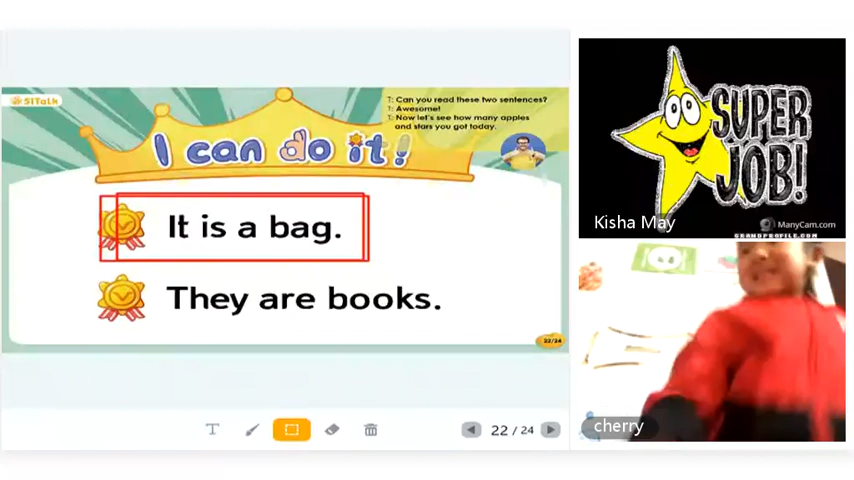 51Talk
T: Can you read these two sentences?
T: Awesome!
T: Now let's see how many apples
and stars you got today.
I can do it!
It is a bag.
They are books.
22/24
T
22 / 24
SUPER
JOB!
Kisha May
ManyCam.com
GRANDPROFILE.COM
cherry